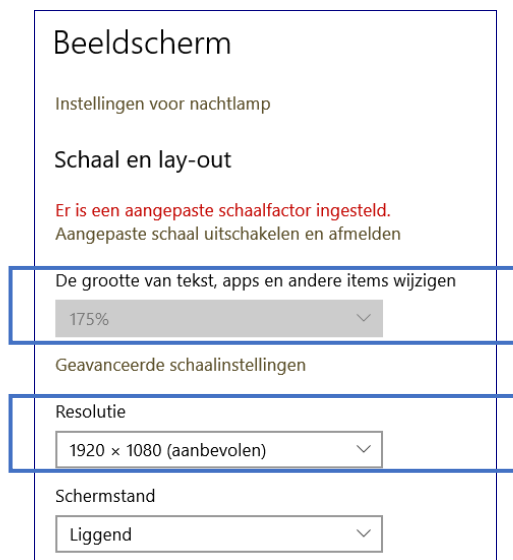 Beeldscherm
Instellingen voor nachtlamp
Schaal en lay-out
Er is een aangepaste schaalfactor ingesteld.
Aangepaste schaal uitschakelen en afmelden
De grootte van tekst, apps en andere items wijzigen
175%
Geavanceerde schaalinstellingen
Resolutie
1920 × 1080 (aanbevolen)
Schermstand
Liggend